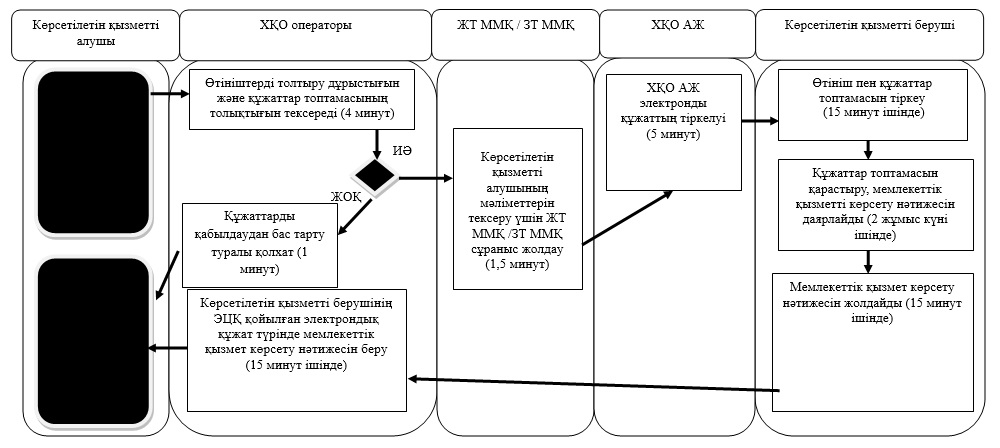 Көрсетілетін қызметті
алушы
ХҚО операторы
ЖТ ММҚ / ЗТ ММҚ
ХҚО АЖ
Көрсетілетін қызметті беруші
Өтініштерді толтыру дұрыстығын
және құжаттар топтамасының
толықтығын тексереді (4 минут)
ИӘ
ЖОҚ
Құжаттарды
қабылдаудан бас тарту
туралы қолхат (1
минут)
Көрсетілетін қызметті берушінің
ЭЦҚ қойылған электрондық
құжат түрінде мемлекеттік
қызмет көрсету нәтижесін беру
(15 минут ішінде)
Көрсетілетін
қызметті
алушының
мәліметтерін
тексеру үшін ЖТ
ММҚ /ЗТ ММҚ
сұраныс жолдау
(1,5 минут)
ХҚО АЖ
электронды
құжаттың тіркелуі
(5 минут)
Өтініш пен құжаттар
топтамасын тіркеу
(15 минут ішінде)
Құжаттар топтамасын
қарастыру, мемлекеттік
қызметті көрсету нәтижесін
даярлайды (2 жұмыс күні
ішінде)
Мемлекеттік қызмет көрсету
нәтижесін жолдайды (15 минут
ішінде)